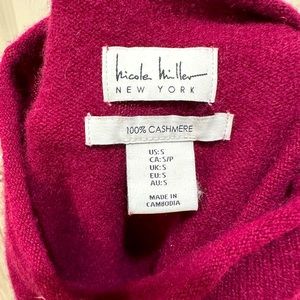 nicole miller
NEW YORK
100% CASHMERE
US: S
CA: S/P
UK: S
EU: S
AU: S
MADE IN
CAMBODIA